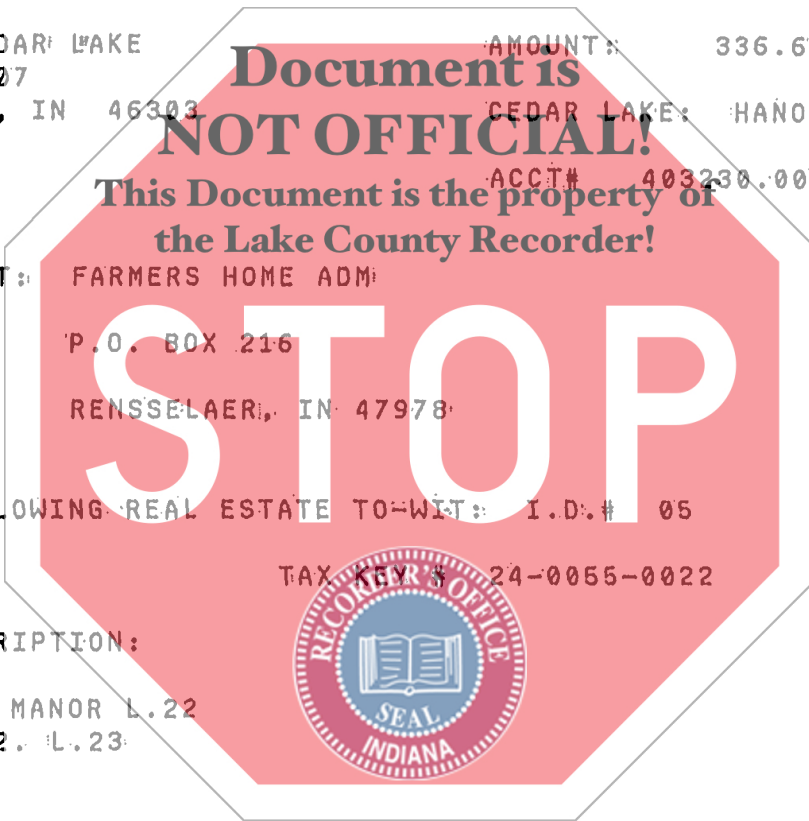 DAR LAKE AMOUNT: 336.6
07
, IN 46303 CEDAR LAKE: HANO
ACCT# 403230.00
Document is
NOT OFFICIAL!
This Document is the property of
the Lake County Recorder!
T: FARMERS HOME ADM
P.O. BOX 216
RENSSELAER, IN 47978
STOP
LOWING REAL ESTATE TO-WIT: I.D.# 05
TAX KEY # 24-0055-0022
RECORDER'S OFFICE
SEAL
INDIANA
RIPTION:
MANOR L.22
2. L.23